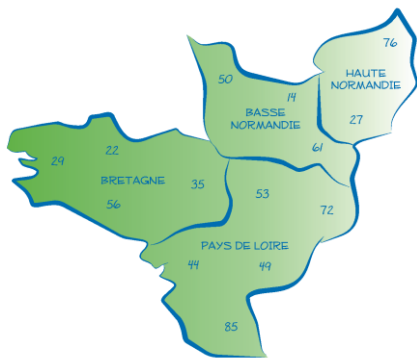 76
50
HAUTE
NORMANDIE
14
BASSE
NORMANDIE
27
61
22
29
BRETAGNE
35
53
56
72
PAYS DE LOIRE
44
49
85